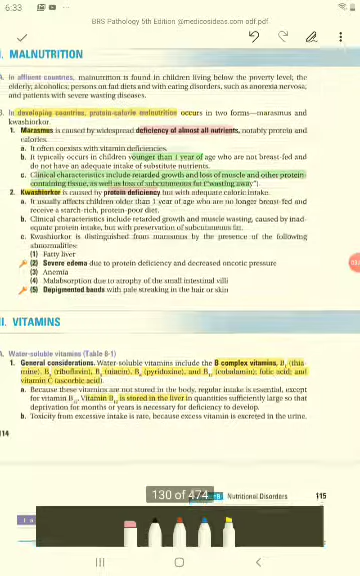 6:33
BRS Pathology 5th Edition @medicoideas.com pdf.pdf
I. MALNUTRITION
A. In affluent countries, malnutrition is found in children living below the poverty level; the
elderly; alcoholics; persons on fad diets and with eating disorders, such as anorexia nervosa;
and patients with severe wasting diseases.
B. In developing countries, protein-calorie malnutrition occurs in two forms—marasmus and
kwashiorkor.
1. Marasmus is caused by widespread deficiency of almost all nutrients, notably protein and
calories.
a. It often coexists with vitamin deficiencies.
b. It typically occurs in children younger than 1 year of age who are not breast-fed and
do not have an adequate intake of substitute nutrients.
c. Clinical characteristics include retarded growth and loss of muscle and other protein-
containing tissue, as well as loss of subcutaneous fat ("wasting away").
2. Kwashiorkor is caused by protein deficiency but with adequate caloric intake.
a. It usually affects children older than 1 year of age who are no longer breast-fed and
receive a starch-rich, protein-poor diet.
b. Clinical characteristics include retarded growth and muscle wasting, caused by inad-
equate protein intake, but with preservation of subcutaneous fat.
c. Kwashiorkor is distinguished from marasmus by the presence of the following
abnormalities:
(1) Fatty liver
(2) Severe edema due to protein deficiency and decreased oncotic pressure
(3) Anemia
(4) Malabsorption due to atrophy of the small intestinal villi
(5) Depigmented bands with pale streaking in the hair or skin
II. VITAMINS
A. Water-soluble vitamins (Table 8-1)
1. General considerations. Water-soluble vitamins include the B complex vitamins, B1 (thia-
mine), B2 (riboflavin), B3 (niacin), B6 (pyridoxine), and B12 (cobalamin); folic acid; and
vitamin C (ascorbic acid).
a. Because these vitamins are not stored in the body, regular intake is essential, except
for vitamin B12. Vitamin B12 is stored in the liver in quantities sufficiently large so that
deprivation for months or years is necessary for deficiency to develop.
b. Toxicity from excessive intake is rare, because excess vitamin is excreted in the urine.
114
130 of 474
Nutritional Disorders 115